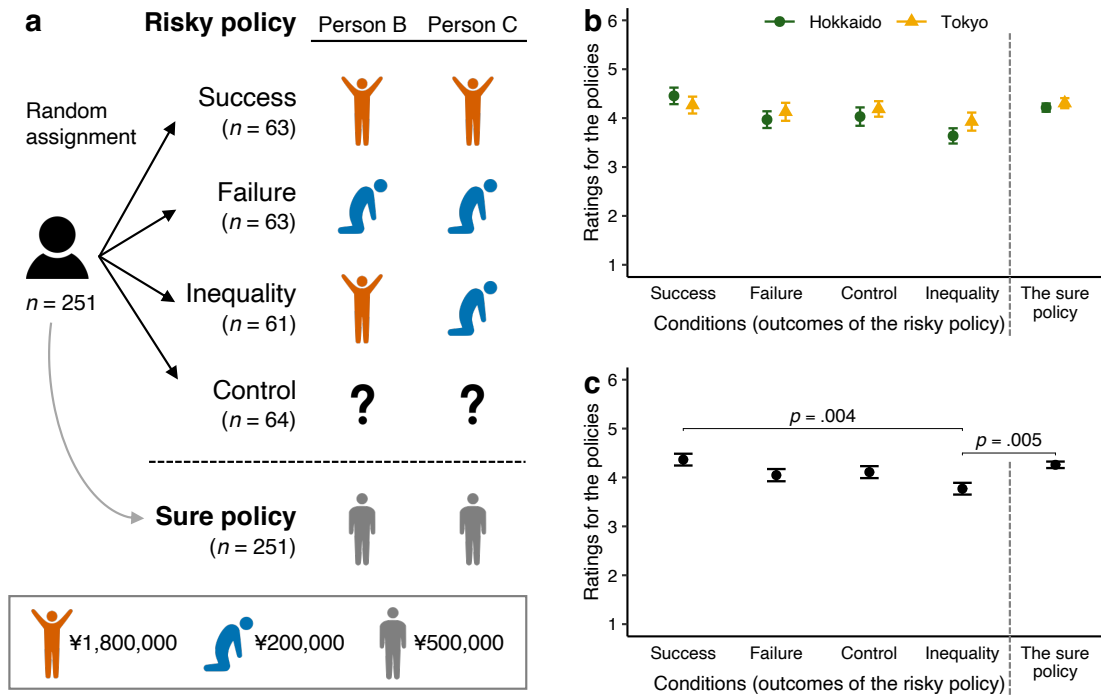 a
Risky policy
Person B
Person C
Random
assignment
n = 251
Success
(n = 63)
Failure
(n = 63)
Inequality
(n = 61)
Control
(n = 64)
?
?
Sure policy
(n = 251)
¥1,800,000
¥200,000
¥500,000
b
Hokkaido
Tokyo
Ratings for the policies
6
5
4
3
2
1
Success
Failure
Control
Inequality
The sure
policy
Conditions (outcomes of the risky policy)
c
Ratings for the policies
6
5
4
3
2
1
p = .004
p = .005
Success
Failure
Control
Inequality
The sure
policy
Conditions (outcomes of the risky policy)